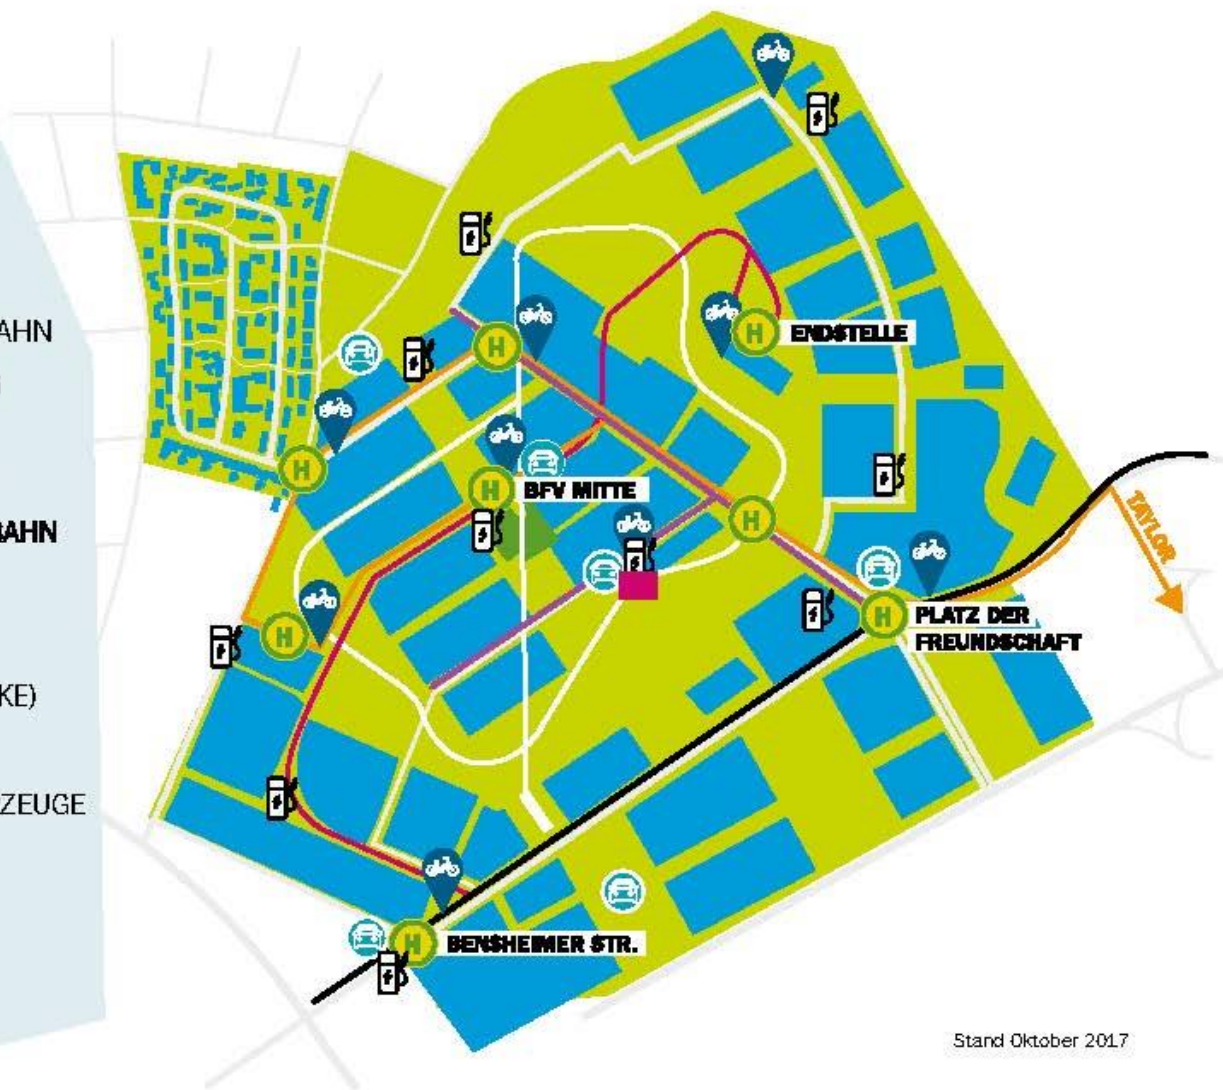 AHN
AHN
KE)
ZEUGE
H
H
H
H
H
H
H
H
ENDSTELLE
BFV MITTE
TAYLOR
PLATZ DER
FREUNDSCHAFT
BENSHEIMER STR.
Stand Oktober 2017